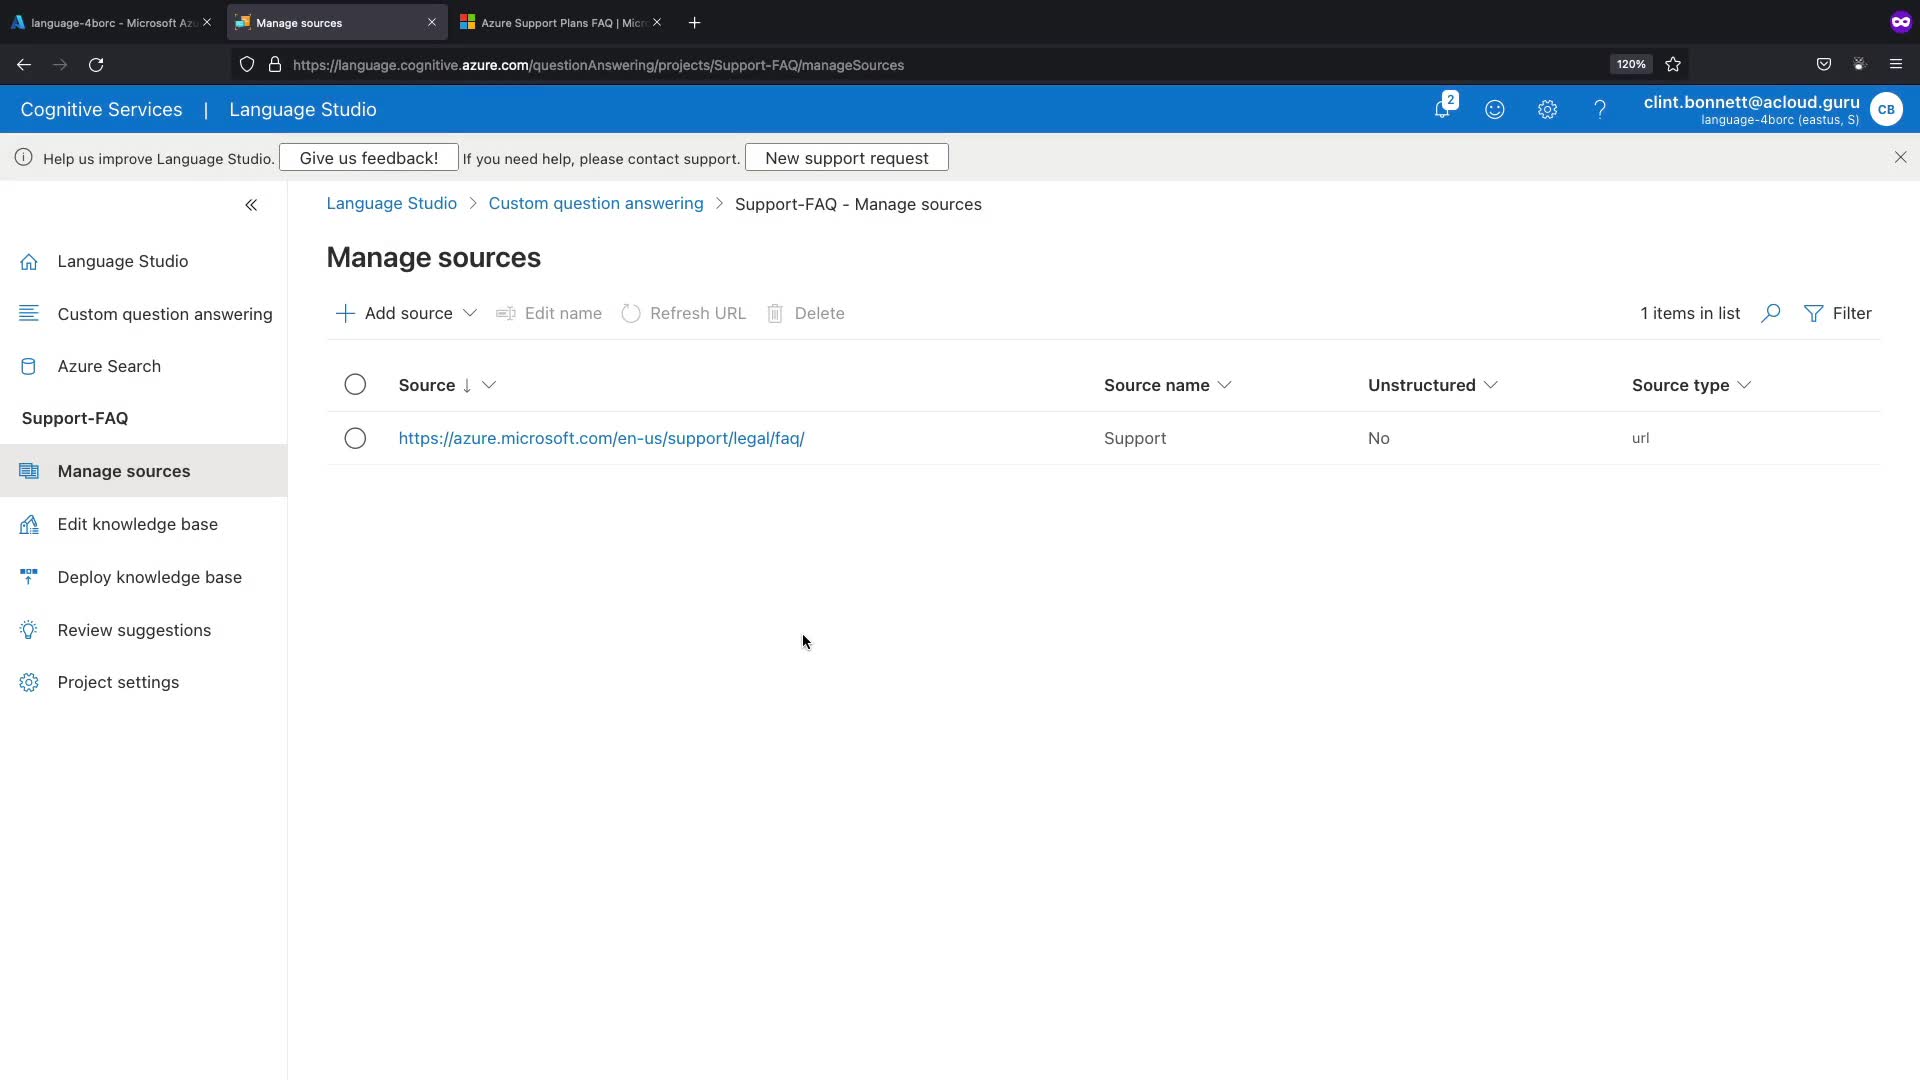 language-4borc - Microsoft Azu
Manage sources
Azure Support Plans FAQ | Micr
https://language.cognitive.azure.com/questionAnswering/projects/Support-FAQ/manageSources
120%
Cognitive Services | Language Studio
2
clint.bonnett@acloud.guru
language-4borc (eastus, S)
CB
Help us improve Language Studio. Give us feedback! If you need help, please contact support. New support request
Language Studio > Custom question answering > Support-FAQ - Manage sources
Language Studio
Custom question answering
Azure Search
Support-FAQ
Manage sources
Edit knowledge base
Deploy knowledge base
Review suggestions
Project settings
Manage sources
Add source Edit name Refresh URL Delete
1 items in list Filter
Source Source name Unstructured Source type
https://azure.microsoft.com/en-us/support/legal/faq/ Support No url